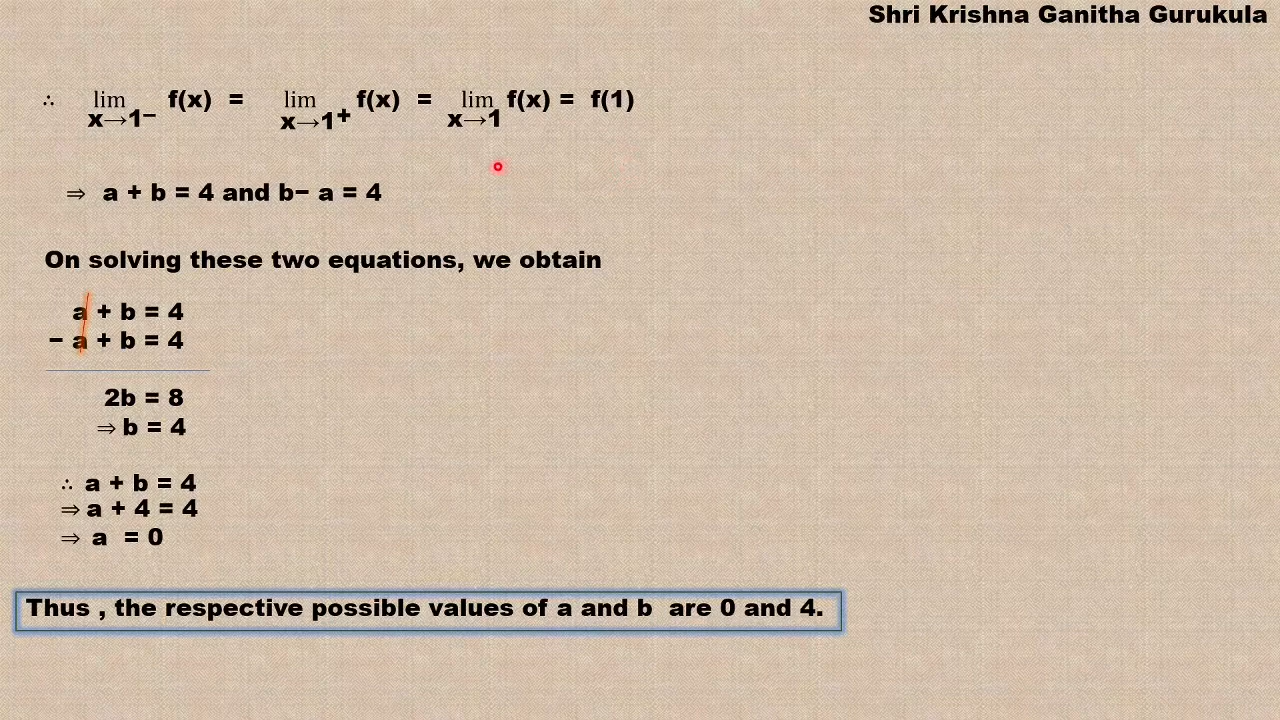 Shri Krishna Ganitha Gurukula
∴ lim f(x) = lim f(x) = lim f(x) = f(1)
x→1− x→1+ x→1
⇒ a + b = 4 and b− a = 4
On solving these two equations, we obtain
a + b = 4
− a + b = 4
2b = 8
⇒ b = 4
∴ a + b = 4
⇒ a + 4 = 4
⇒ a = 0
Thus , the respective possible values of a and b are 0 and 4.